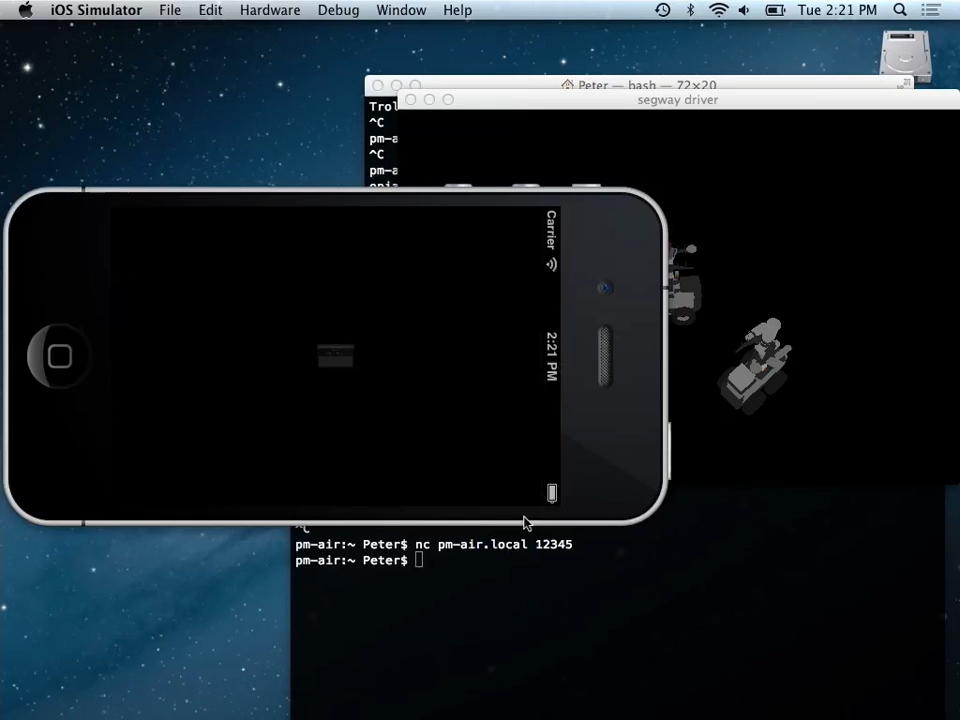 iOS Simulator File Edit Hardware Debug Window Help Tue 2:21 PM
Peter — bash — 72×20
segway driver
Trol
^C
pm-a
^C
pm-a
Carrier
2:21 PM
^C
pm-air:~ Peter$ nc pm-air.local 12345
pm-air:~ Peter$